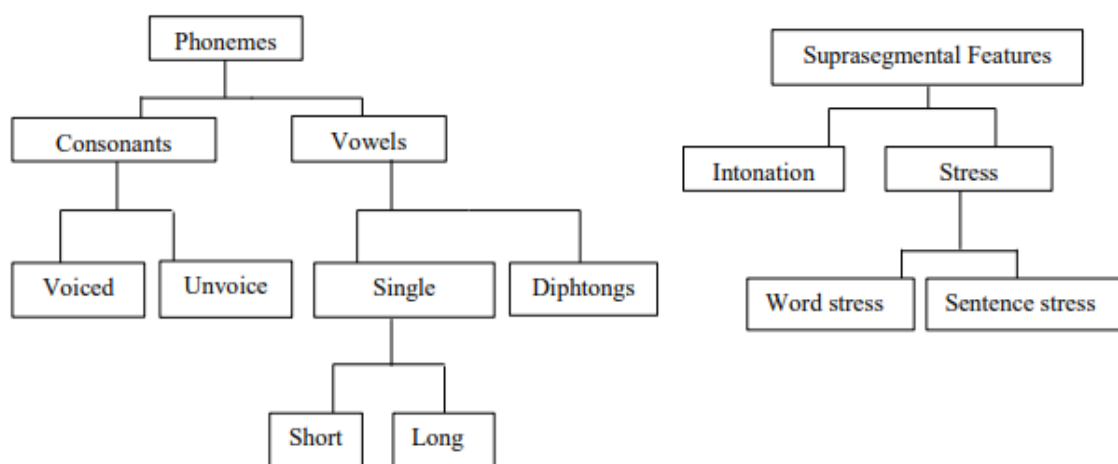 Phonemes
Consonants
Vowels
Voiced
Unvoice
Single
Diphtongs
Short
Long
Suprasegmental Features
Intonation
Stress
Word stress
Sentence stress